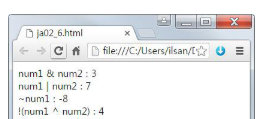 ja02_6.html
file:///C:/Users/ilsan/
num1 & num2 : 3
num1 | num2 : 7
~num1 : -8
!(num1 ^ num2) : 4